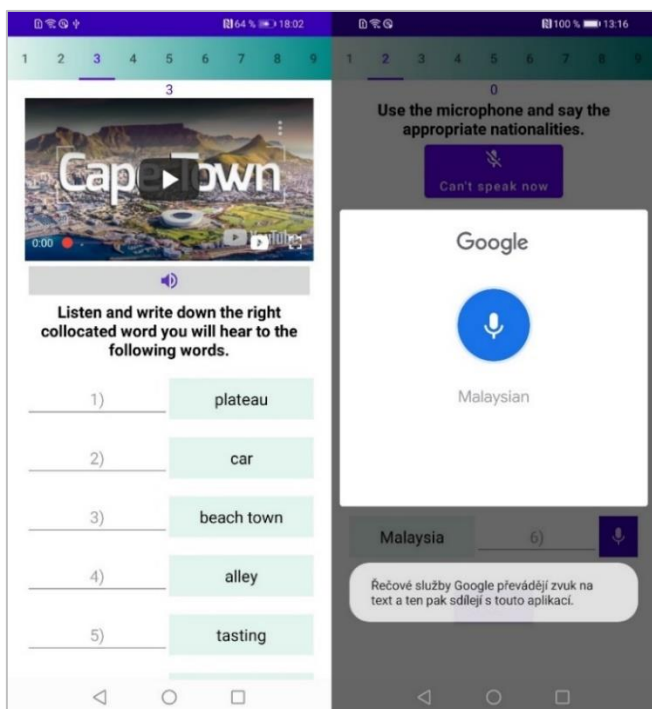 64 % 18:02
1 2 3 4 5 6 7 8 9
3
Cape Town
YouTube
0:00
Listen and write down the right
collocated word you will hear to the
following words.
1) plateau
2) car
3) beach town
4) alley
5) tasting
100 % 13:16
1 2 3 4 5 6 7 8 9
0
Use the microphone and say the
appropriate nationalities.
Can't speak now
Google
Malaysian
Malaysia 6)
Řečové služby Google převádějí zvuk na
text a ten pak sdílejí s touto aplikací.